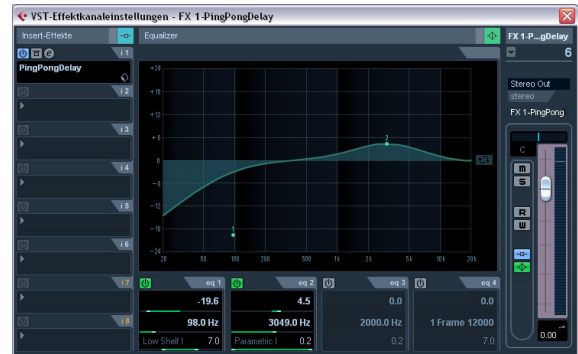 VST-Effektkanaleinstellungen - FX 1-PingPongDelay
Insert-Effekte
Equalizer
FX 1-P...gDelay
i 1
6
PingPongDelay
i 2
i 3
i 4
i 5
i 6
i 7
i 8
+24
+18
+12
+6
0
-6
-12
-18
-24
20 50 100 200 500 1k 2k 5k 10k 20k
1
2
eq 1 eq 2 eq 3 eq 4
-19.6 4.5 0.0 0.0
98.0 Hz 3049.0 Hz 2000.0 Hz 1 Frame 12000
Low Shelf I 7.0 Parametric I 0.2 0.2 7.0
Stereo Out
stereo
FX 1-PingPong
C
M
S
R
W
0.00
-∞